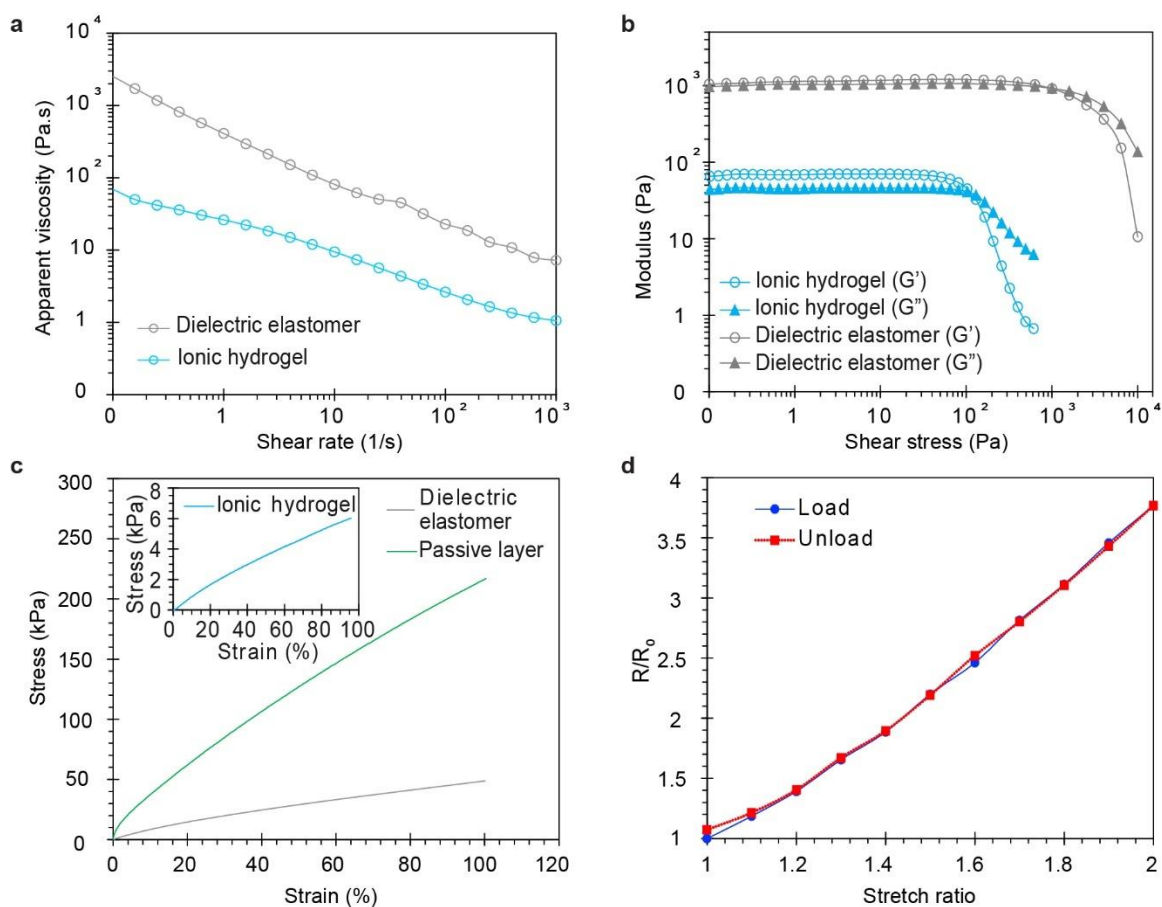 a
Apparent viscosity (Pa.s)
10⁴
10³
10²
10
1
0
Dielectric elastomer
Ionic hydrogel
0 1 10 10² 10³
Shear rate (1/s)
b
Modulus (Pa)
10³
10²
10
1
0
Ionic hydrogel (G')
Ionic hydrogel (G")
Dielectric elastomer (G')
Dielectric elastomer (G")
0 1 10 10² 10³ 10⁴
Shear stress (Pa)
c
Stress (kPa)
300
250
200
150
100
50
0
Stress (kPa)
8
6
4
2
0
Ionic hydrogel
20 40 60 80 100
Strain (%)
Dielectric
elastomer
Passive layer
0 20 40 60 80 100 120
Strain (%)
d
R/R₀
4
3.5
3
2.5
2
1.5
1
Load
Unload
1 1.2 1.4 1.6 1.8 2
Stretch ratio